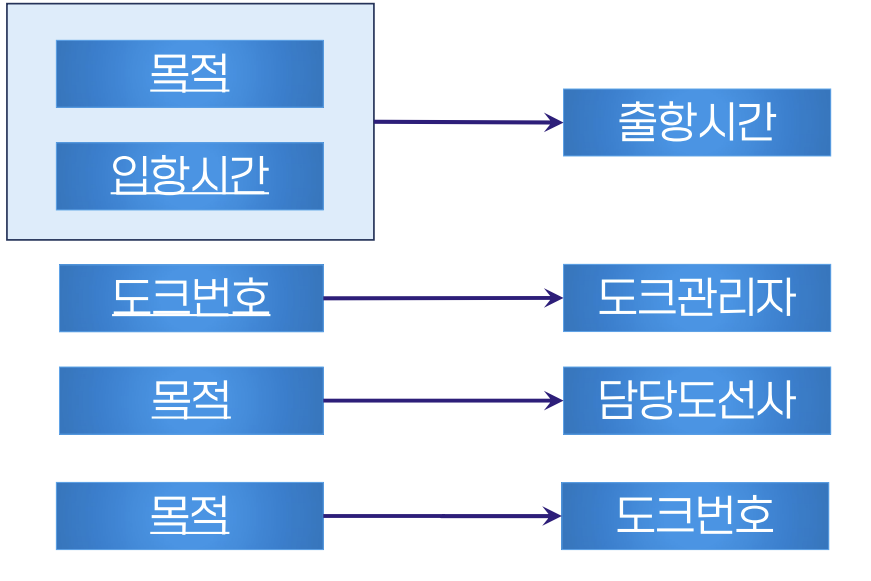 목적
출항시간
입항시간
도크번호
도크관리자
목적
담당도선사
목적
도크번호